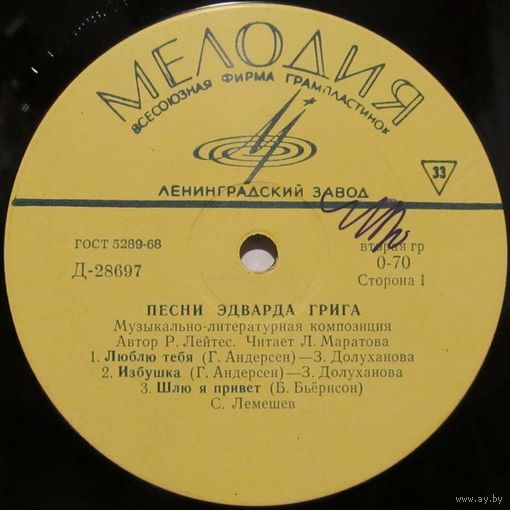 МЕЛОДИЯ
ВСЕСОЮЗНАЯ ФИРМА ГРАМПЛАСТИНОК
ЛЕНИНГРАДСКИЙ ЗАВОД
33
ГОСТ 5289-68
вторая гр
Д-28697
0-70
Сторона 1
ПЕСНИ ЭДВАРДА ГРИГА
Музыкально-литературная композиция
Автор Р. Лейтес. Читает Л. Маратова
1. Люблю тебя (Г. Андерсен)—З. Долуханова
2. Избушка (Г. Андерсен)—З. Долуханова
3. Шлю я привет (Б. Бьёрнсон)
С. Лемешев
www.ay.by